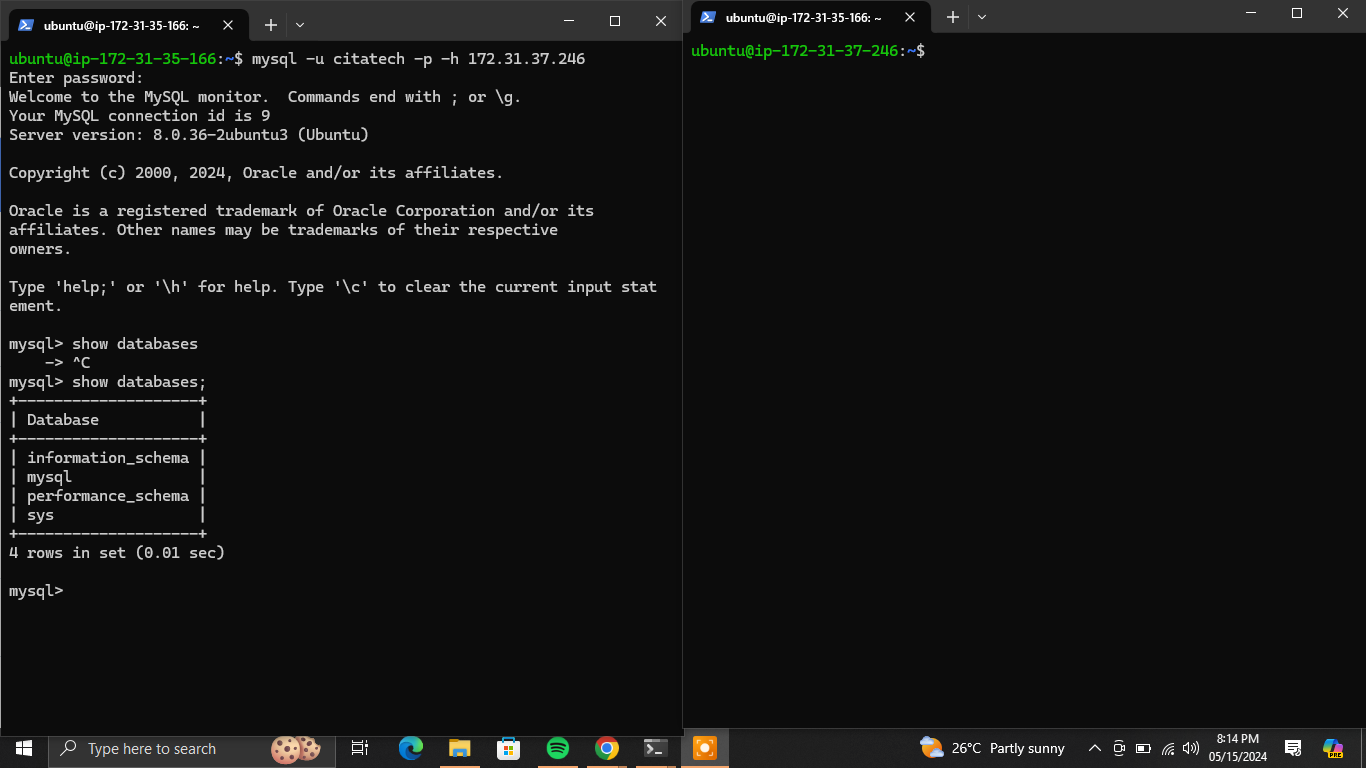 ubuntu@ip-172-31-35-166: ~
ubuntu@ip-172-31-35-166:~$ mysql -u citatech -p -h 172.31.37.246
Enter password:
Welcome to the MySQL monitor.  Commands end with ; or \g.
Your MySQL connection id is 9
Server version: 8.0.36-2ubuntu3 (Ubuntu)
Copyright (c) 2000, 2024, Oracle and/or its affiliates.
Oracle is a registered trademark of Oracle Corporation and/or its
affiliates. Other names may be trademarks of their respective
owners.
Type 'help;' or '\h' for help. Type '\c' to clear the current input stat
ement.
mysql> show databases
    -> ^C
mysql> show databases;
+--------------------+
| Database           |
+--------------------+
| information_schema |
| mysql              |
| performance_schema |
| sys                |
+--------------------+
4 rows in set (0.01 sec)
mysql>
ubuntu@ip-172-31-35-166: ~
ubuntu@ip-172-31-37-246:~$
Type here to search
26°C Partly sunny
8:14 PM
05/15/2024
PRE